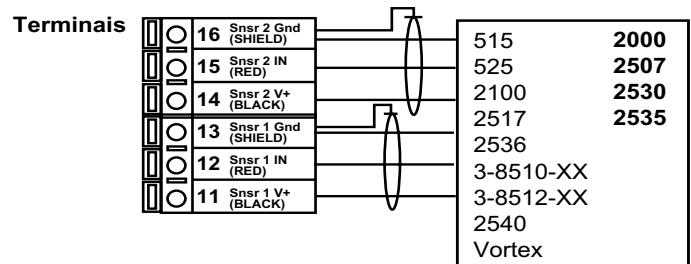 Terminais
16 Snsr 2 Gnd
(SHIELD)
15 Snsr 2 IN
(RED)
14 Snsr 2 V+
(BLACK)
13 Snsr 1 Gnd
(SHIELD)
12 Snsr 1 IN
(RED)
11 Snsr 1 V+
(BLACK)
515 2000
525 2507
2100 2530
2517 2535
2536
3-8510-XX
3-8512-XX
2540
Vortex